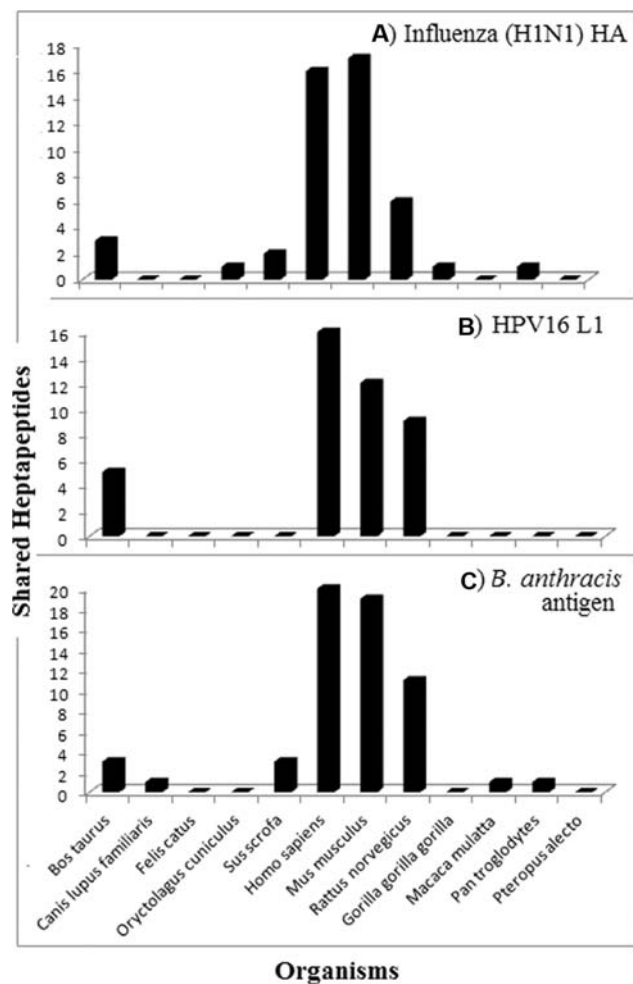 A) Influenza (H1N1) HA
18
16
14
12
10
8
6
4
2
0
B) HPV16 L1
16
14
12
10
8
6
4
2
0
C) B. anthracis
antigen
20
18
16
14
12
10
8
6
4
2
0
Shared Heptapeptides
Bos taurus
Canis lupus familiaris
Felis catus
Oryctolagus cuniculus
Sus scrofa
Homo sapiens
Mus musculus
Rattus norvegicus
Gorilla gorilla gorilla
Macaca mulatta
Pan troglodytes
Pteropus alecto
Organisms